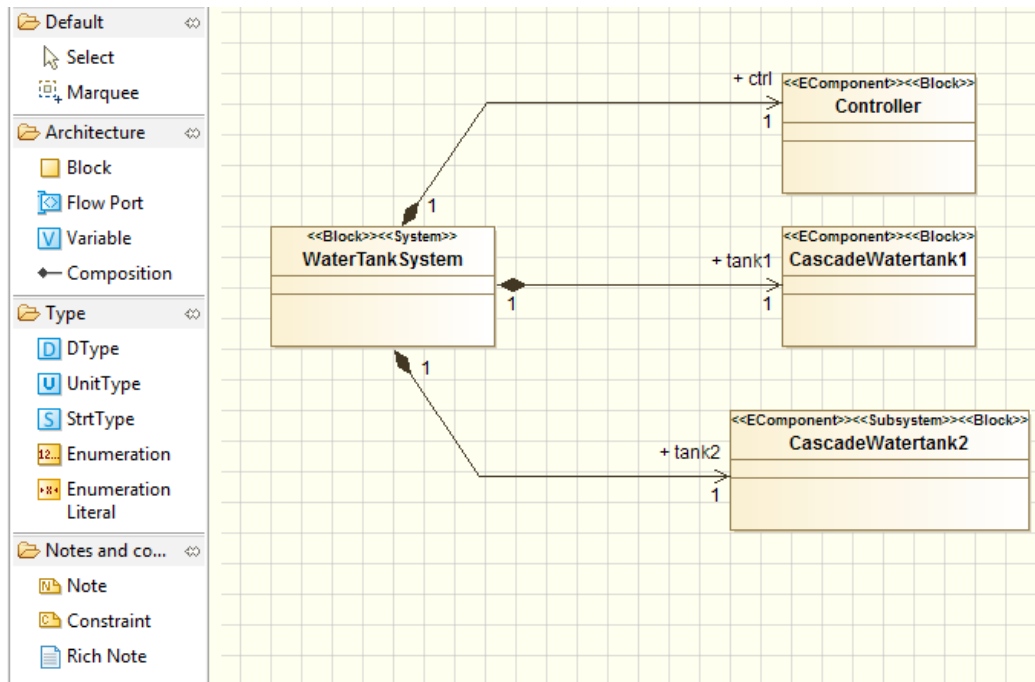 Default
Select
Marquee
Architecture
Block
Flow Port
Variable
Composition
Type
DType
UnitType
StrtType
Enumeration
Enumeration
Literal
Notes and co...
Note
Constraint
Rich Note
+ ctrl
1
<<EComponent>><<Block>>
Controller
1
<<Block>><<System>>
WaterTankSystem
1
+ tank1
1
<<EComponent>><<Block>>
CascadeWatertank1
1
+ tank2
1
<<EComponent>><<Subsystem>><<Block>>
CascadeWatertank2